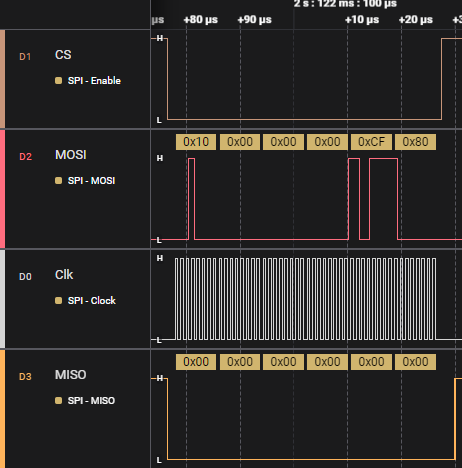 2 s : 122 ms : 100 µs
µs +80 µs +90 µs +10 µs +20 µs
D1 CS
SPI - Enable
H
L
D2 MOSI
SPI - MOSI
H
L
0x10 0x00 0x00 0x00 0xCF 0x80
D0 Clk
SPI - Clock
H
L
D3 MISO
SPI - MISO
H
L
0x00 0x00 0x00 0x00 0x00 0x00